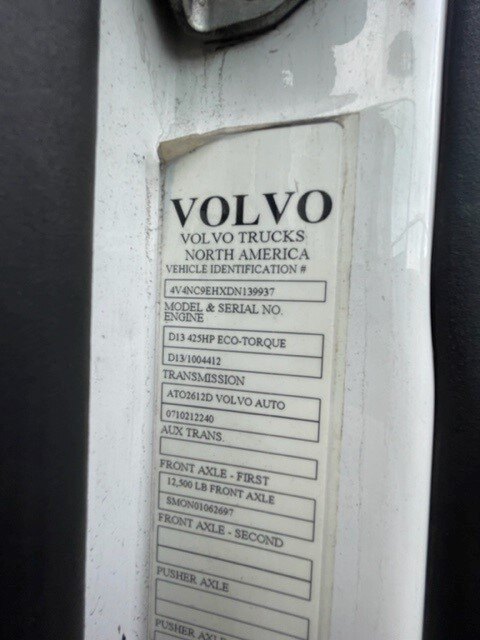 VOLVO
VOLVO TRUCKS
NORTH AMERICA
VEHICLE IDENTIFICATION #
4V4NC9EHXDN139937
MODEL & SERIAL NO.
ENGINE
D13 425HP ECO-TORQUE
D13/1004412
TRANSMISSION
ATO2612D VOLVO AUTO
0710212240
AUX TRANS.
FRONT AXLE - FIRST
12,500 LB FRONT AXLE
SMON01062697
FRONT AXLE - SECOND
PUSHER AXLE